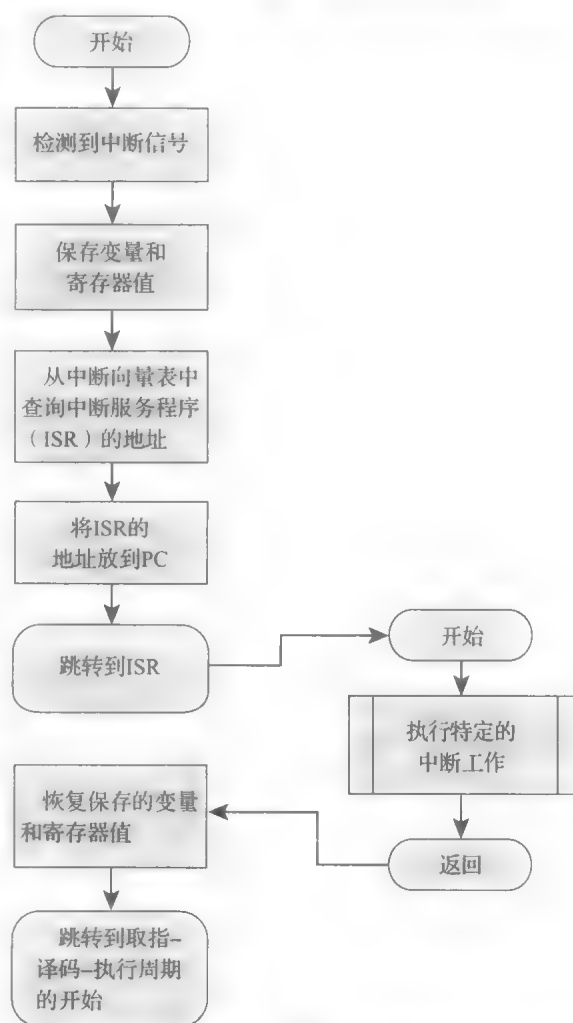 开始
检测到中断信号
保存变量和
寄存器值
从中断向量表中
查询中断服务程序
（ISR）的地址
将ISR的
地址放到PC
跳转到ISR
开始
执行特定的
中断工作
返回
恢复保存的变量
和寄存器值
跳转到取指–
译码–执行周期
的开始